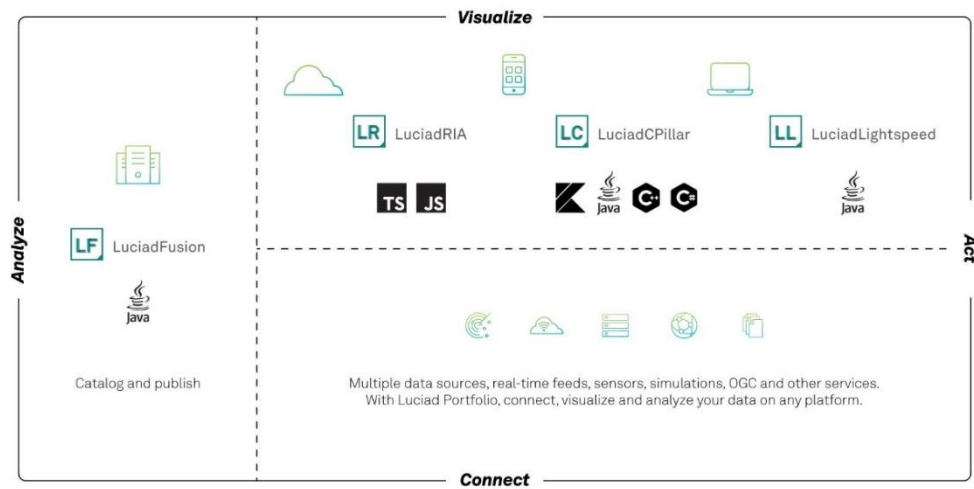 Visualize
Analyze
Act
Connect
LF LuciadFusion
Java
Catalog and publish
LR LuciadRIA
TS JS
LC LuciadCPillar
Java C++ C#
LL LuciadLightspeed
Java
Multiple data sources, real-time feeds, sensors, simulations, OGC and other services.
With Luciad Portfolio, connect, visualize and analyze your data on any platform.